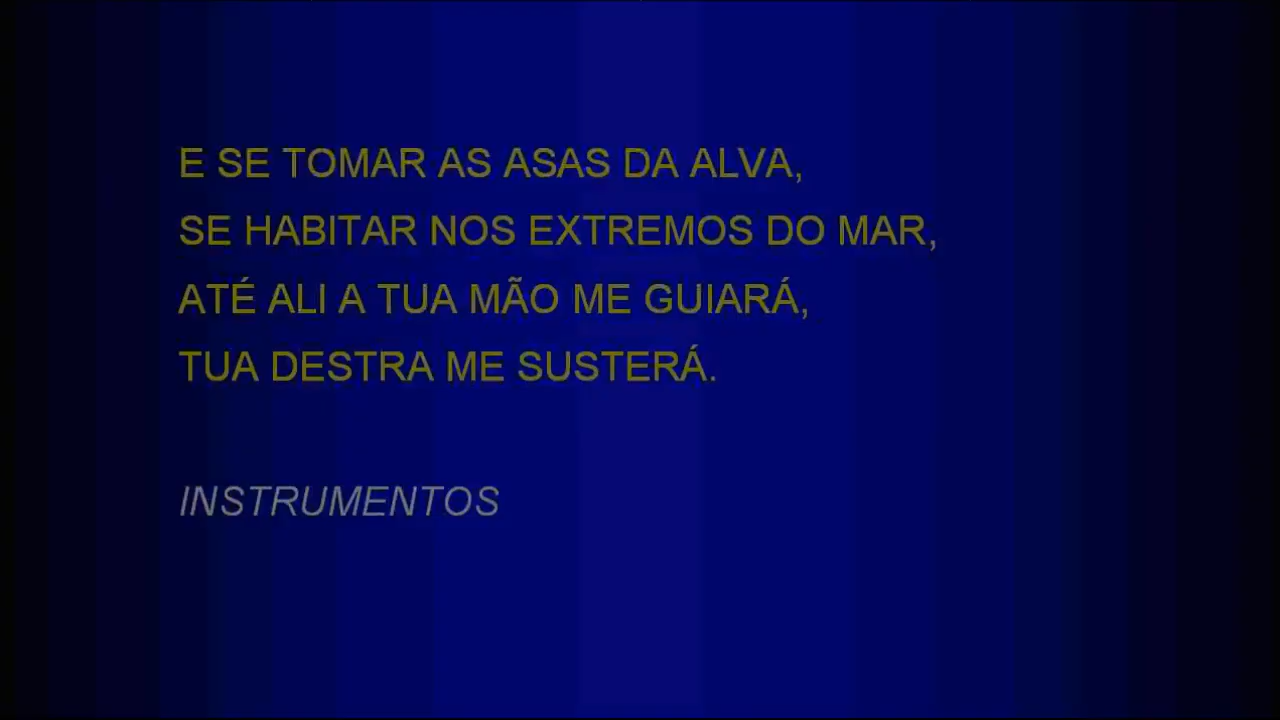 E SE TOMAR AS ASAS DA ALVA,
SE HABITAR NOS EXTREMOS DO MAR,
ATÉ ALI A TUA MÃO ME GUIARÁ,
TUA DESTRA ME SUSTERÁ.
INSTRUMENTOS